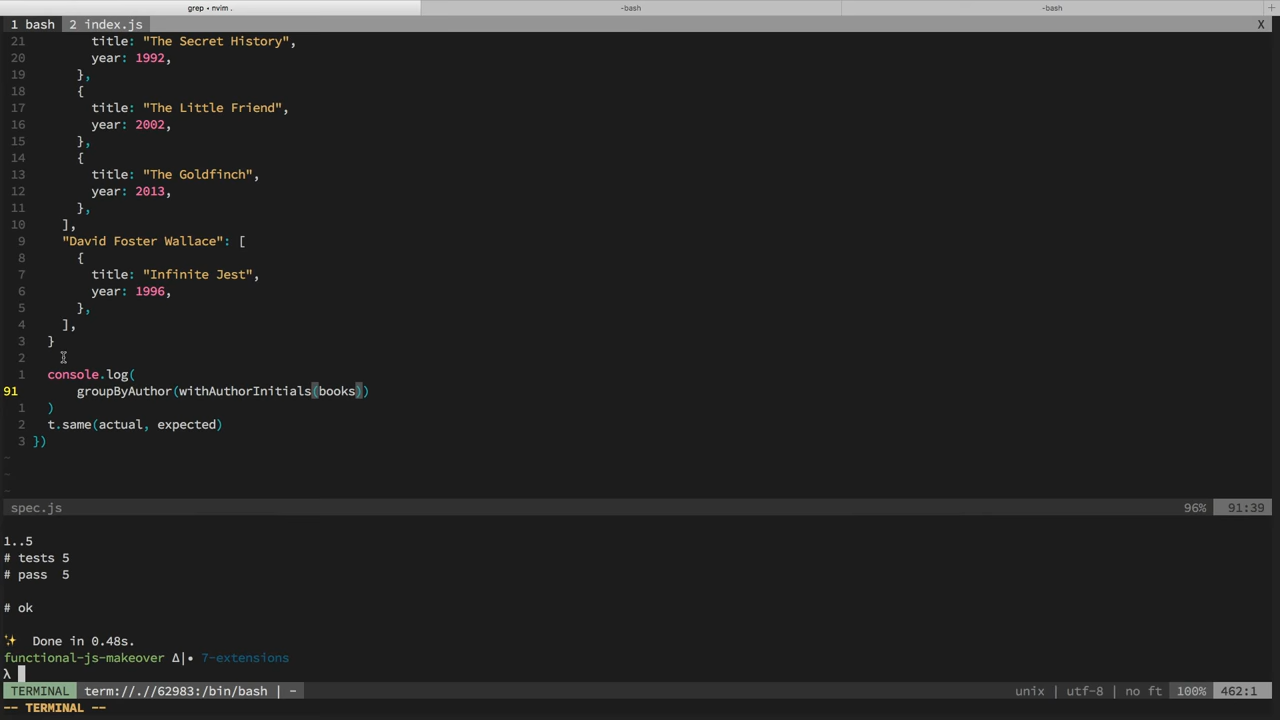 grep • nvim .
-bash
-bash
+
1 bash 2 index.js X
21 title: "The Secret History",
20 year: 1992,
19 },
18 {
17 title: "The Little Friend",
16 year: 2002,
15 },
14 {
13 title: "The Goldfinch",
12 year: 2013,
11 },
10 ],
9 "David Foster Wallace": [
8 {
7 title: "Infinite Jest",
6 year: 1996,
5 },
4 ],
3 }
2
1 console.log(
91 groupByAuthor(withAuthorInitials(books))
1 )
2 t.same(actual, expected)
3 })
~
~
~
spec.js 96% 91:39
1..5
# tests 5
# pass 5
# ok
✨ Done in 0.48s.
functional-js-makeover Δ|• 7-extensions
λ
TERMINAL term://.//62983:/bin/bash | - unix | utf-8 | no ft 100% 462:1
-- TERMINAL --